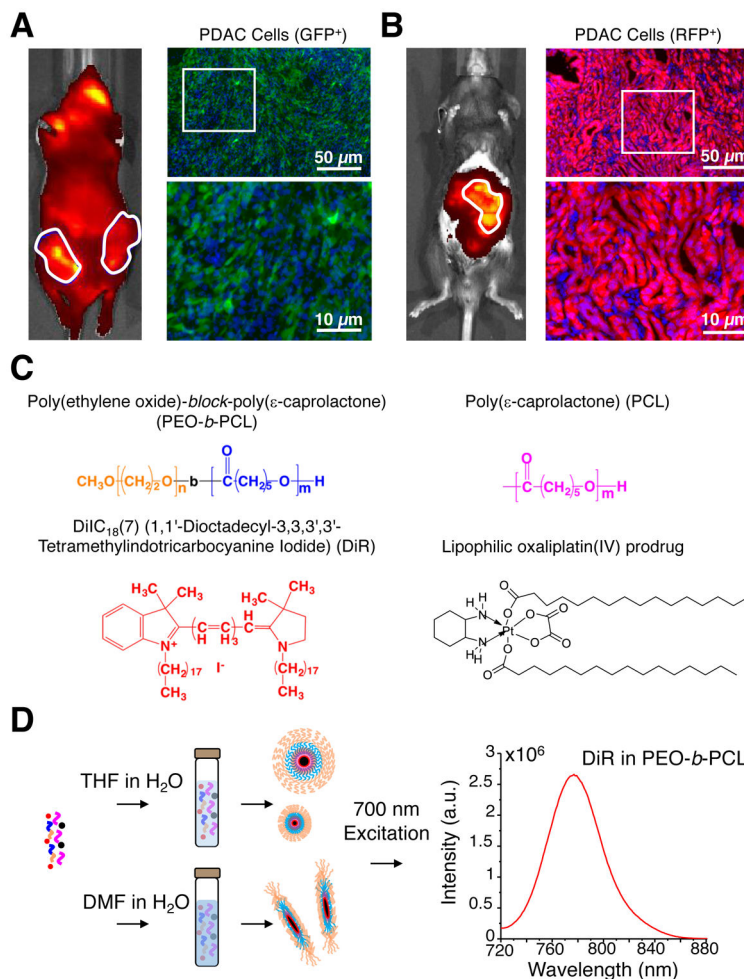 A
PDAC Cells (GFP⁺)
50 µm
10 µm
B
PDAC Cells (RFP⁺)
50 µm
10 µm
C
Poly(ethylene oxide)-block-poly(ε-caprolactone)
(PEO-b-PCL)
CH₃O(CH₂)₂O]n b [C(CH₂)₅O]m H
O
Poly(ε-caprolactone) (PCL)
O
[C(CH₂)₅O]m H
DiIC₁₈(7) (1,1'-Dioctadecyl-3,3,3',3'-
Tetramethylindotricarbocyanine Iodide) (DiR)
H₃C CH₃ H₃C CH₃
C=C)₃ C
H H H
N⁺ N
(CH₂)₁₇ I⁻ (CH₂)₁₇
CH₃ CH₃
Lipophilic oxaliplatin(IV) prodrug
O
H H O
N O O
Pt
N O O
H H O
O
D
THF in H₂O
DMF in H₂O
700 nm
Excitation
DiR in PEO-b-PCL
x10⁶
3
2.5
2
1.5
1
0.5
0
Intensity (a.u.)
720 760 800 840 880
Wavelength (nm)